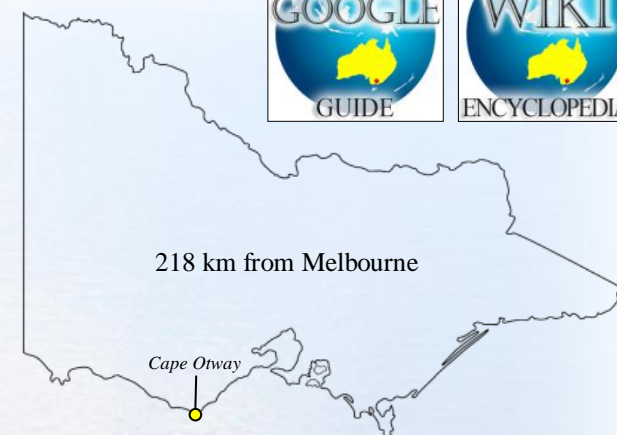 GOOGLE
GUIDE
WIKI
ENCYCLOPEDIA
218 km from Melbourne
Cape Otway